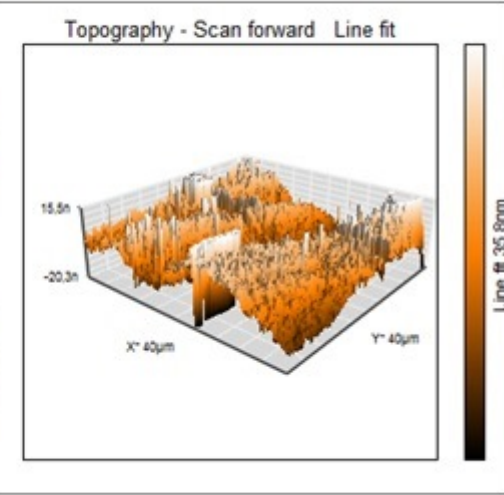 Topography - Scan forward Line fit
15,5n
-20,3n
X* 40µm
Y* 40µm
Line fit 35,8nm